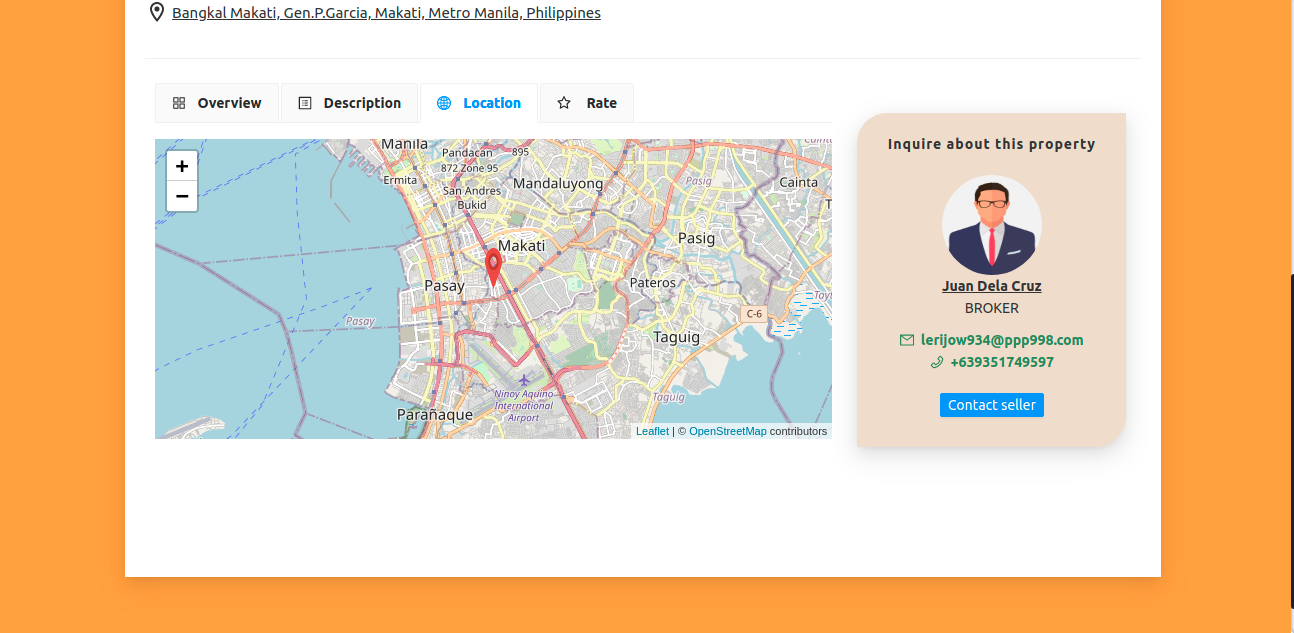 Bangkal Makati, Gen.P.Garcia, Makati, Metro Manila, Philippines
Overview
Description
Location
Rate
+
−
Manila
Pandacan
895
872 Zone 95
Ermita
San Andres
Bukid
Mandaluyong
Pasig
Cainta
Cainta
T
Makati
Pasig
Pasay
Pateros
Pasay
C-6
Tayt
Taguig
Taguig
Ninoy Aquino
International
Airport
Parañaque
Leaflet | © OpenStreetMap contributors
Inquire about this property
Juan Dela Cruz
BROKER
lerijow934@ppp998.com
+639351749597
Contact seller